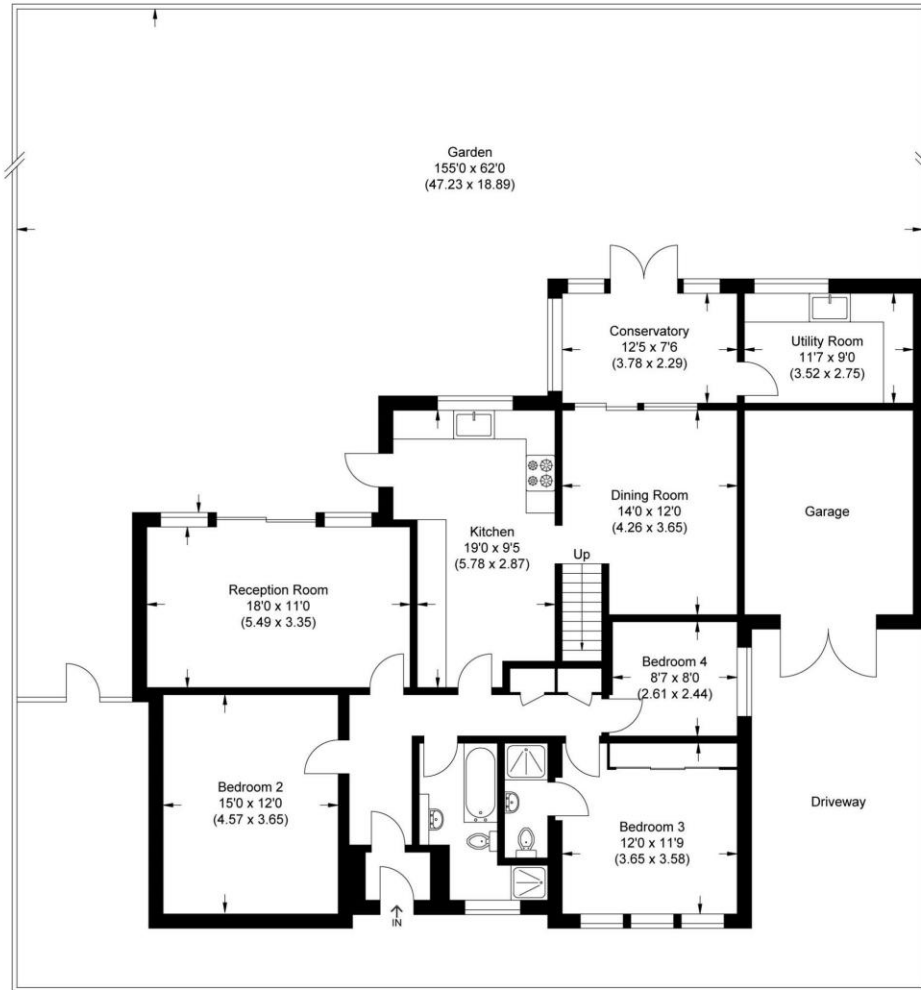 Garden
155'0 x 62'0
(47.23 x 18.89)
Conservatory
12'5 x 7'6
(3.78 x 2.29)
Utility Room
11'7 x 9'0
(3.52 x 2.75)
Dining Room
14'0 x 12'0
(4.26 x 3.65)
Garage
Kitchen
19'0 x 9'5
(5.78 x 2.87)
Up
Reception Room
18'0 x 11'0
(5.49 x 3.35)
Bedroom 4
8'7 x 8'0
(2.61 x 2.44)
Bedroom 2
15'0 x 12'0
(4.57 x 3.65)
Bedroom 3
12'0 x 11'9
(3.65 x 3.58)
Driveway
IN